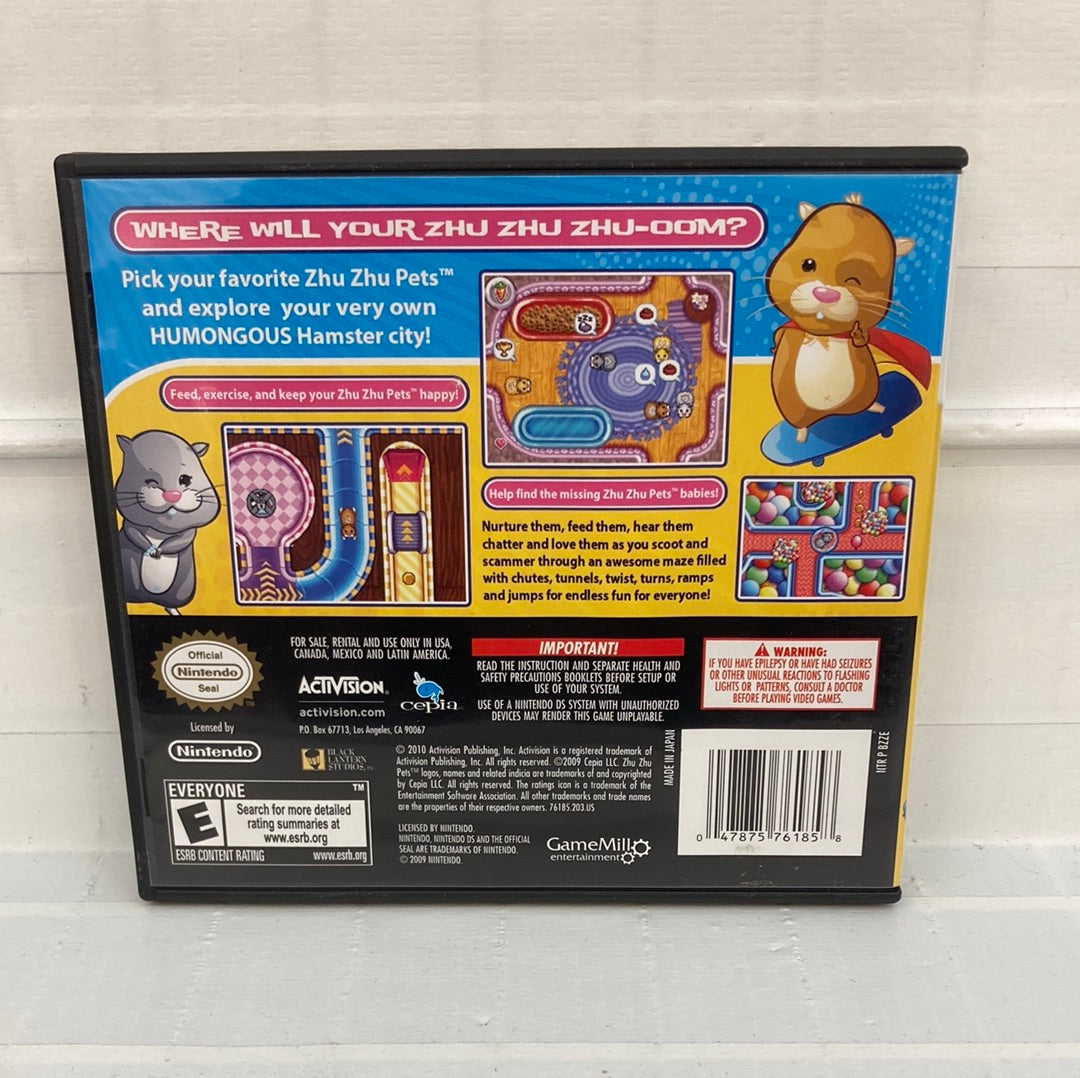 WHERE WILL YOUR ZHU ZHU ZHU-OOM?
Pick your favorite Zhu Zhu Pets™
and explore your very own
HUMONGOUS Hamster city!
Feed, exercise, and keep your Zhu Zhu Pets™ happy!
Help find the missing Zhu Zhu Pets™ babies!
Nurture them, feed them, hear them
chatter and love them as you scoot and
scammer through an awesome maze filled
with chutes, tunnels, twist, turns, ramps
and jumps for endless fun for everyone!
Official
Nintendo
Seal
TM
Licensed by
Nintendo
EVERYONE TM
E
Search for more detailed
rating summaries at
www.esrb.org
ESRB CONTENT RATING www.esrb.org
FOR SALE, RENTAL AND USE ONLY IN USA,
CANADA, MEXICO AND LATIN AMERICA.
ACTIVISION®
activision.com
cepia
P.O. Box 67713, Los Angeles, CA 90067
BLACK
LANTERN
STUDIOS, INC
IMPORTANT!
READ THE INSTRUCTION AND SEPARATE HEALTH AND
SAFETY PRECAUTIONS BOOKLETS BEFORE SETUP OR
USE OF YOUR SYSTEM.
USE OF A NINTENDO DS SYSTEM WITH UNAUTHORIZED
DEVICES MAY RENDER THIS GAME UNPLAYABLE.
WARNING:
IF YOU HAVE EPILEPSY OR HAVE HAD SEIZURES
OR OTHER UNUSUAL REACTIONS TO FLASHING
LIGHTS OR PATTERNS, CONSULT A DOCTOR
BEFORE PLAYING VIDEO GAMES.
© 2010 Activision Publishing, Inc. Activision is a registered trademark of
Activision Publishing, Inc. All rights reserved. ©2009 Cepia LLC. Zhu Zhu
Pets™ logos, names and related indicia are trademarks of and copyrighted
by Cepia LLC. All rights reserved. The ratings icon is a trademark of the
Entertainment Software Association. All other trademarks and trade names
are the properties of their respective owners. 76185.203.US
LICENSED BY NINTENDO.
NINTENDO, NINTENDO DS AND THE OFFICIAL
SEAL ARE TRADEMARKS OF NINTENDO.
© 2009 NINTENDO.
GameMill
entertainment
MADE IN JAPAN
0 47875 76185 8
NTR P BZZE